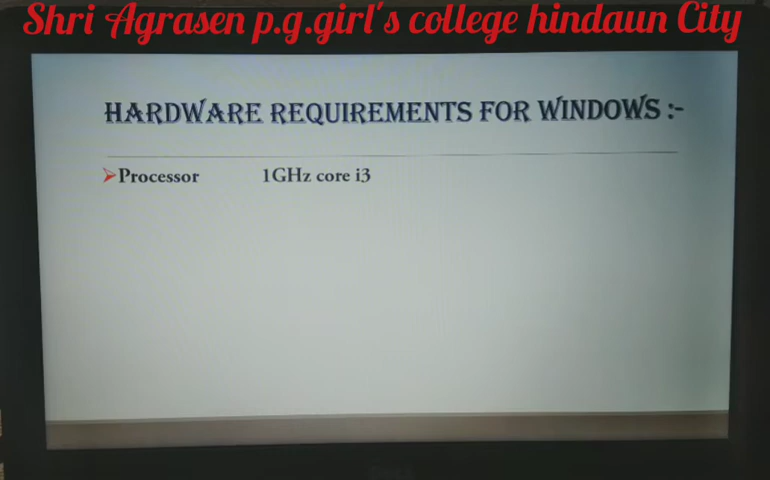 Shri Agrasen p.g.girl's college hindaun City
HARDWARE REQUIREMENTS FOR WINDOWS :-
➢Processor 1GHz core i3